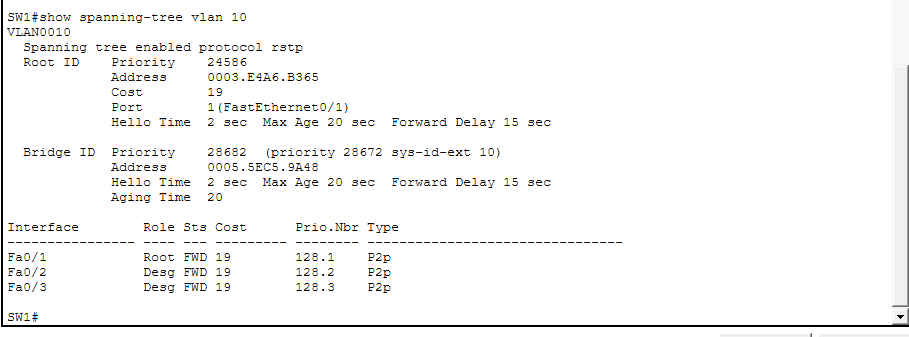 SW1#show spanning-tree vlan 10
VLAN0010
  Spanning tree enabled protocol rstp
  Root ID    Priority    24586
             Address     0003.E4A6.B365
             Cost        19
             Port        1(FastEthernet0/1)
             Hello Time  2 sec  Max Age 20 sec  Forward Delay 15 sec

  Bridge ID  Priority    28682  (priority 28672 sys-id-ext 10)
             Address     0005.5EC5.9A48
             Hello Time  2 sec  Max Age 20 sec  Forward Delay 15 sec
             Aging Time  20

Interface        Role Sts Cost      Prio.Nbr Type
---------------- ---- --- --------- -------- --------------------------------
Fa0/1            Root FWD 19        128.1    P2p
Fa0/2            Desg FWD 19        128.2    P2p
Fa0/3            Desg FWD 19        128.3    P2p

SW1#